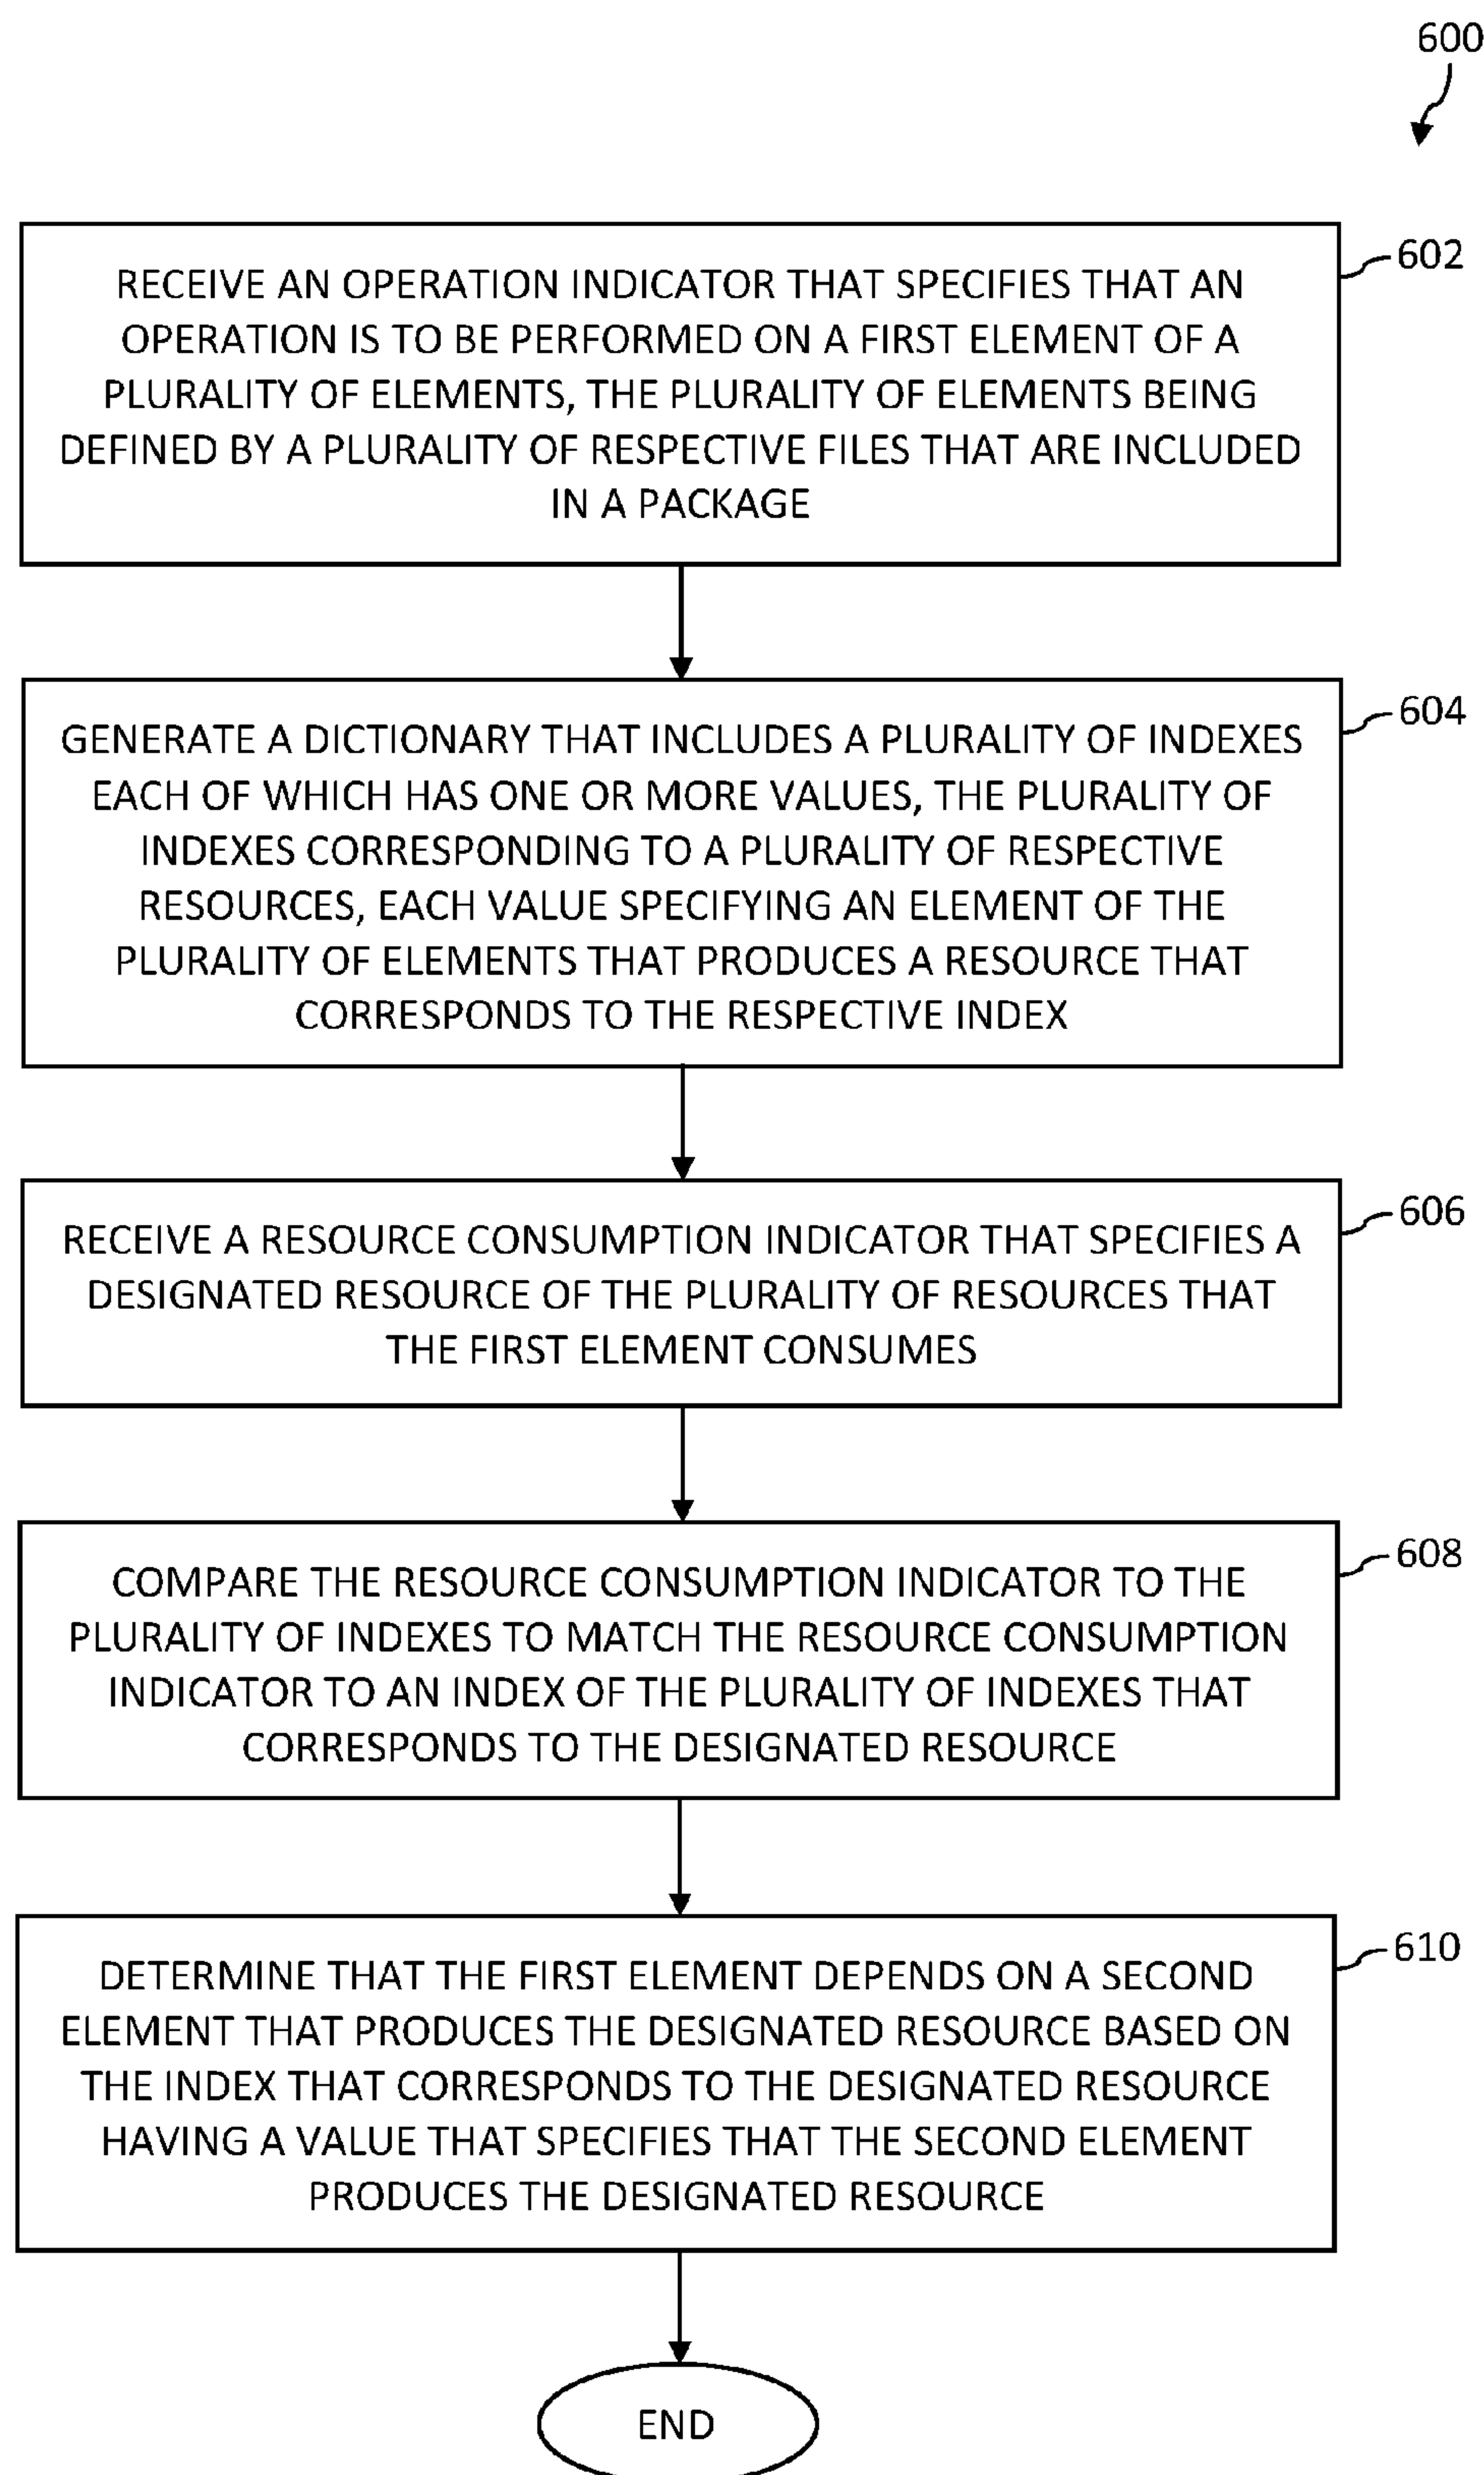 600
602
RECEIVE AN OPERATION INDICATOR THAT SPECIFIES THAT AN
OPERATION IS TO BE PERFORMED ON A FIRST ELEMENT OF A
PLURALITY OF ELEMENTS, THE PLURALITY OF ELEMENTS BEING
DEFINED BY A PLURALITY OF RESPECTIVE FILES THAT ARE INCLUDED
IN A PACKAGE
604
GENERATE A DICTIONARY THAT INCLUDES A PLURALITY OF INDEXES
EACH OF WHICH HAS ONE OR MORE VALUES, THE PLURALITY OF
INDEXES CORRESPONDING TO A PLURALITY OF RESPECTIVE
RESOURCES, EACH VALUE SPECIFYING AN ELEMENT OF THE
PLURALITY OF ELEMENTS THAT PRODUCES A RESOURCE THAT
CORRESPONDS TO THE RESPECTIVE INDEX
606
RECEIVE A RESOURCE CONSUMPTION INDICATOR THAT SPECIFIES A
DESIGNATED RESOURCE OF THE PLURALITY OF RESOURCES THAT
THE FIRST ELEMENT CONSUMES
608
COMPARE THE RESOURCE CONSUMPTION INDICATOR TO THE
PLURALITY OF INDEXES TO MATCH THE RESOURCE CONSUMPTION
INDICATOR TO AN INDEX OF THE PLURALITY OF INDEXES THAT
CORRESPONDS TO THE DESIGNATED RESOURCE
610
DETERMINE THAT THE FIRST ELEMENT DEPENDS ON A SECOND
ELEMENT THAT PRODUCES THE DESIGNATED RESOURCE BASED ON
THE INDEX THAT CORRESPONDS TO THE DESIGNATED RESOURCE
HAVING A VALUE THAT SPECIFIES THAT THE SECOND ELEMENT
PRODUCES THE DESIGNATED RESOURCE
END